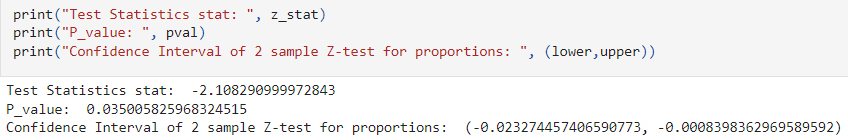 print("Test Statistics stat: ", z_stat)
print("P_value: ", pval)
print("Confidence Interval of 2 sample Z-test for proportions: ", (lower,upper))
Test Statistics stat:  -2.108290999972843
P_value:  0.035005825968324515
Confidence Interval of 2 sample Z-test for proportions:  (-0.023274457406590773, -0.0008398362969589592)